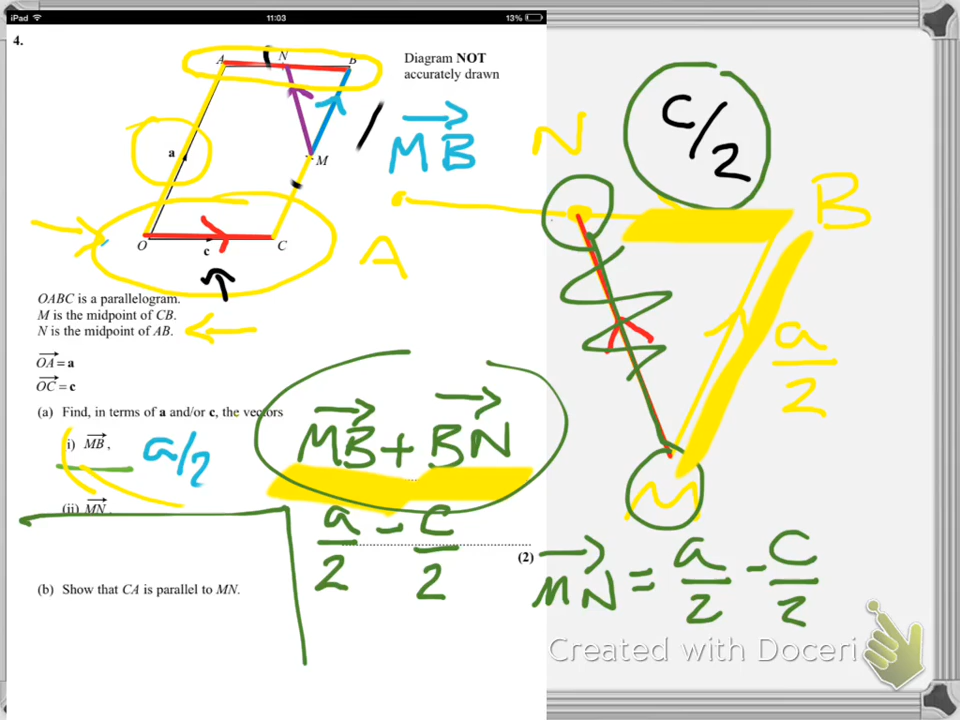 iPad 11:03 13%
4.
A N B
Diagram NOT
accurately drawn
a
M
O c C
MB
N
c/2
B
A
a/2
OABC is a parallelogram.
M is the midpoint of CB.
N is the midpoint of AB.
OA = a
OC = c
(a) Find, in terms of a and/or c, the vectors
i) MB,
a/2
MB + BN
(ii) MN.
a/2 - c/2
(2)
M
MN = a/2 - c/2
(b) Show that CA is parallel to MN.
Created with Doceri